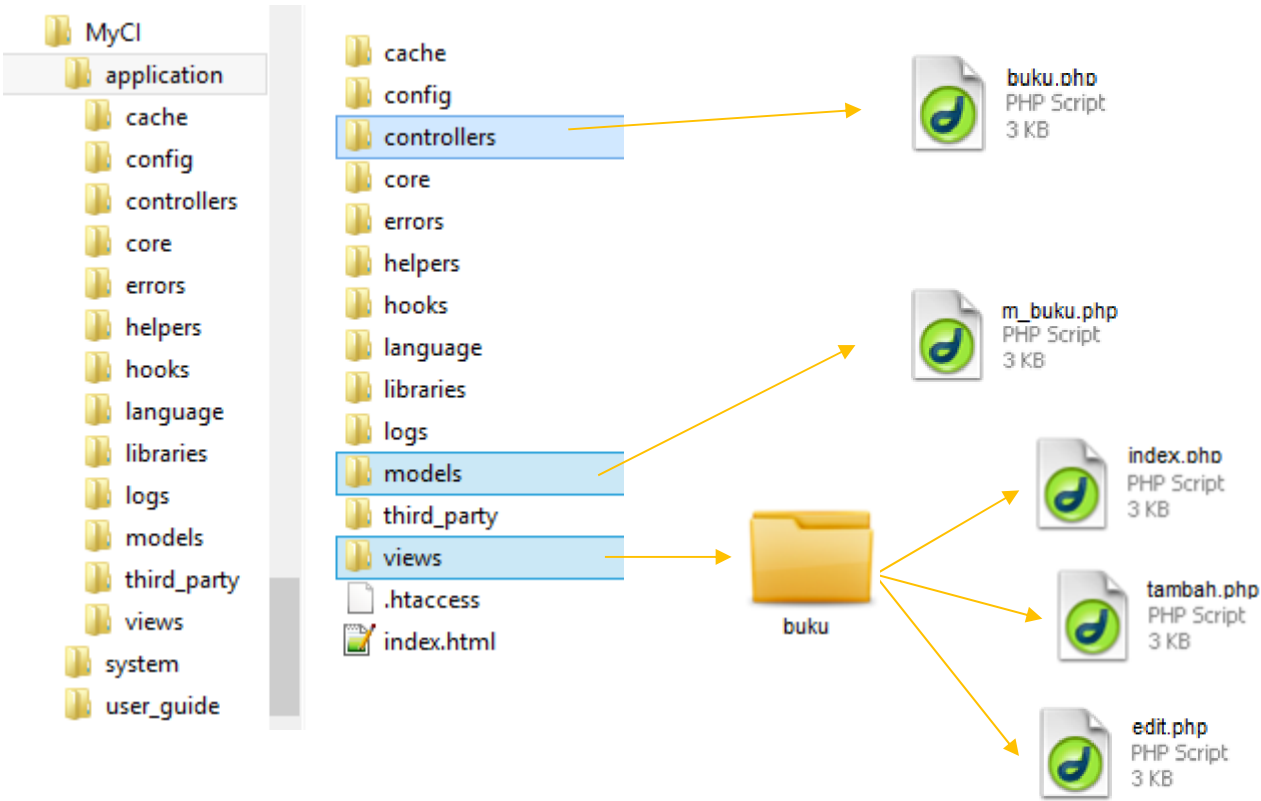 MyCI
application
cache
config
controllers
core
errors
helpers
hooks
language
libraries
logs
models
third_party
views
system
user_guide
cache
config
controllers
core
errors
helpers
hooks
language
libraries
logs
models
third_party
views
.htaccess
index.html
buku.php
PHP Script
3 KB
m_buku.php
PHP Script
3 KB
buku
index.php
PHP Script
3 KB
tambah.php
PHP Script
3 KB
edit.php
PHP Script
3 KB